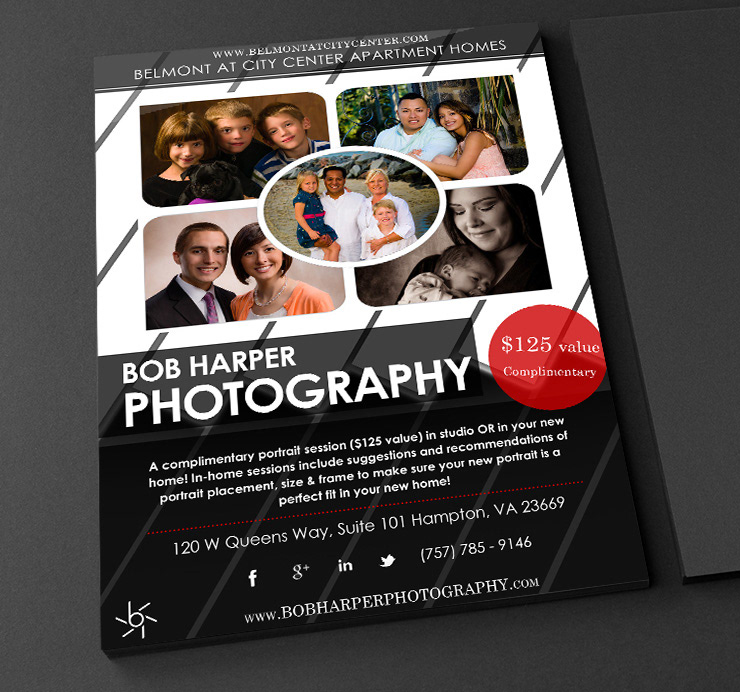 www.BELMONTATCITYCENTER.COM
BELMONT AT CITY CENTER APARTMENT HOMES
$125 value
Complimentary
BOB HARPER
PHOTOGRAPHY
A complimentary portrait session ($125 value) in studio OR in your new
home! In-home sessions include suggestions and recommendations of
portrait placement, size & frame to make sure your new portrait is a
perfect fit in your new home!
120 W Queens Way, Suite 101 Hampton, VA 23669
f g+ in (757) 785 - 9146
www.BOBHARPERPHOTOGRAPHY.com